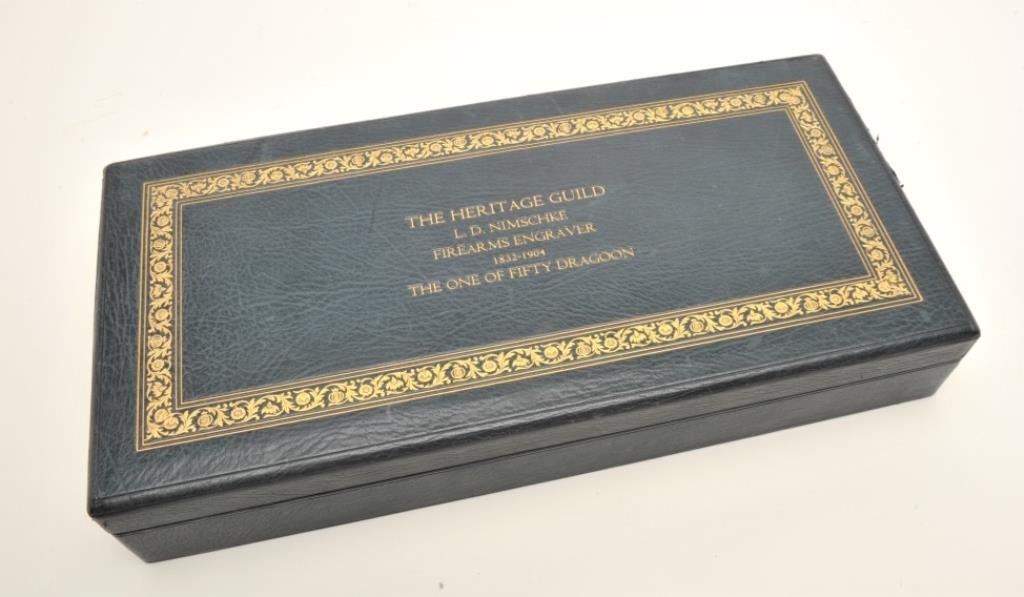 THE HERITAGE GUILD
L. D. NIMSCHKE
FIREARMS ENGRAVER
1832-1904
THE ONE OF FIFTY DRAGOON